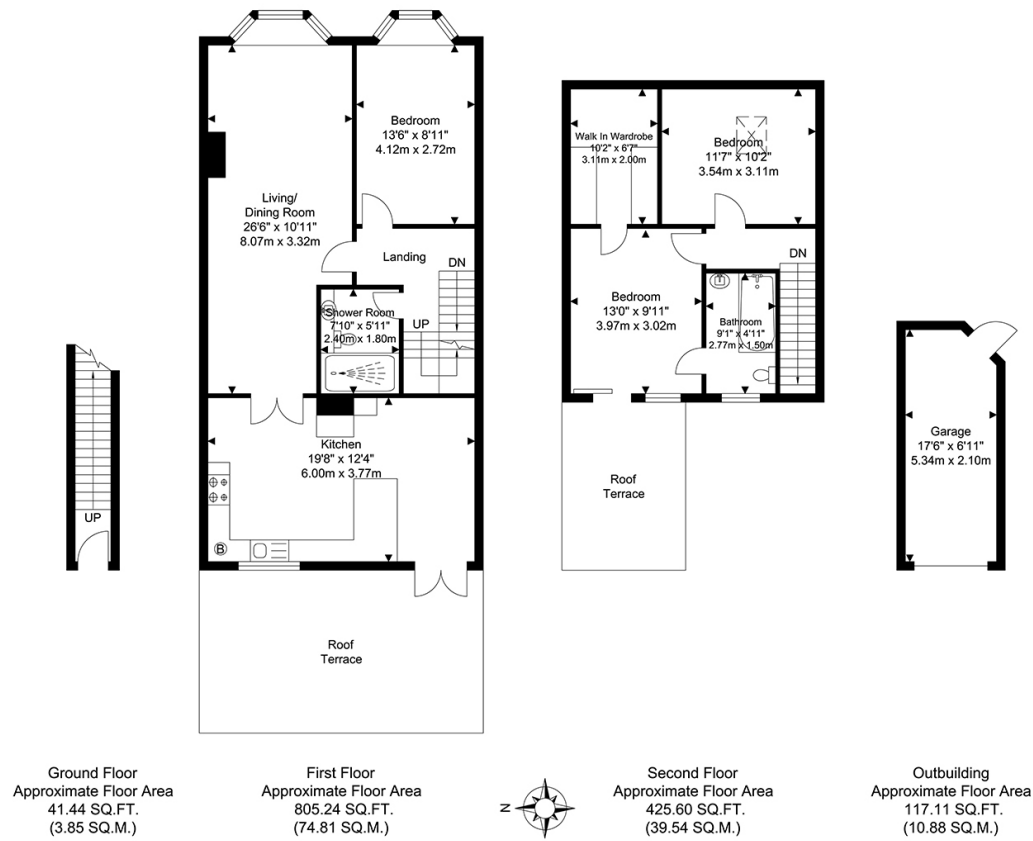 Bedroom
13'6" x 8'11"
4.12m x 2.72m
Living/
Dining Room
26'6" x 10'11"
8.07m x 3.32m
Landing
DN
UP
Shower Room
7'10" x 5'11"
2.40m x 1.80m
Kitchen
19'8" x 12'4"
6.00m x 3.77m
B
Roof
Terrace
UP
Walk In Wardrobe
10'2" x 6'7"
3.11m x 2.00m
Bedroom
11'7" x 10'2"
3.54m x 3.11m
DN
Bedroom
13'0" x 9'11"
3.97m x 3.02m
Bathroom
9'1" x 4'11"
2.77m x 1.50m
Roof
Terrace
Garage
17'6" x 6'11"
5.34m x 2.10m
Ground Floor
Approximate Floor Area
41.44 SQ.FT.
(3.85 SQ.M.)
First Floor
Approximate Floor Area
805.24 SQ.FT.
(74.81 SQ.M.)
N
Second Floor
Approximate Floor Area
425.60 SQ.FT.
(39.54 SQ.M.)
Outbuilding
Approximate Floor Area
117.11 SQ.FT.
(10.88 SQ.M.)